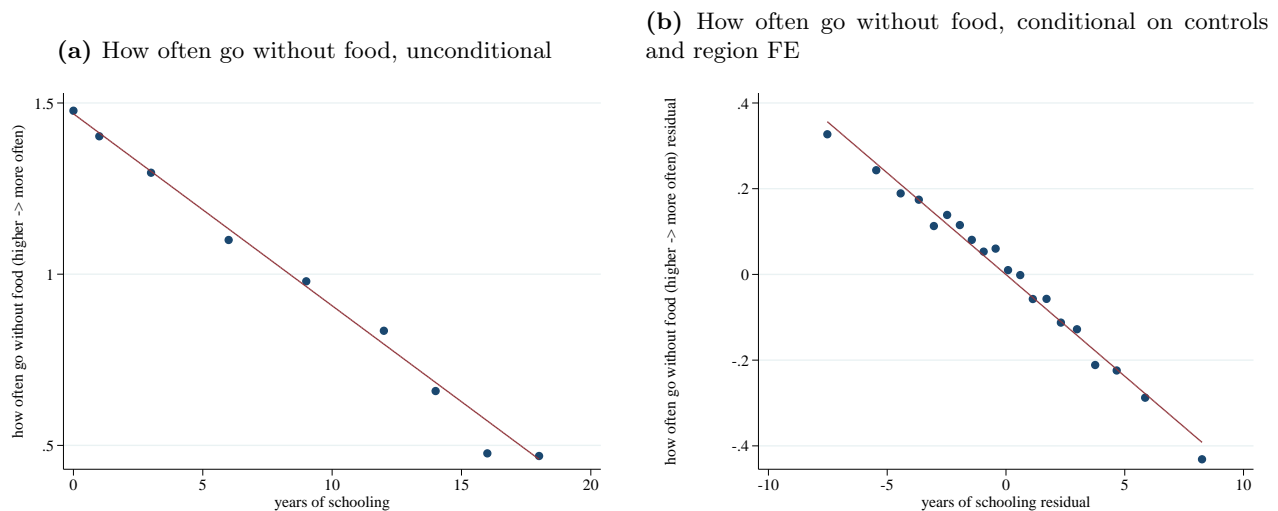 (a) How often go without food, unconditional
how often go without food (higher -> more often)
1.5
1
.5
0
5
10
15
20
years of schooling
(b) How often go without food, conditional on controls
and region FE
how often go without food (higher -> more often) residual
.4
.2
0
-.2
-.4
-10
-5
0
5
10
years of schooling residual